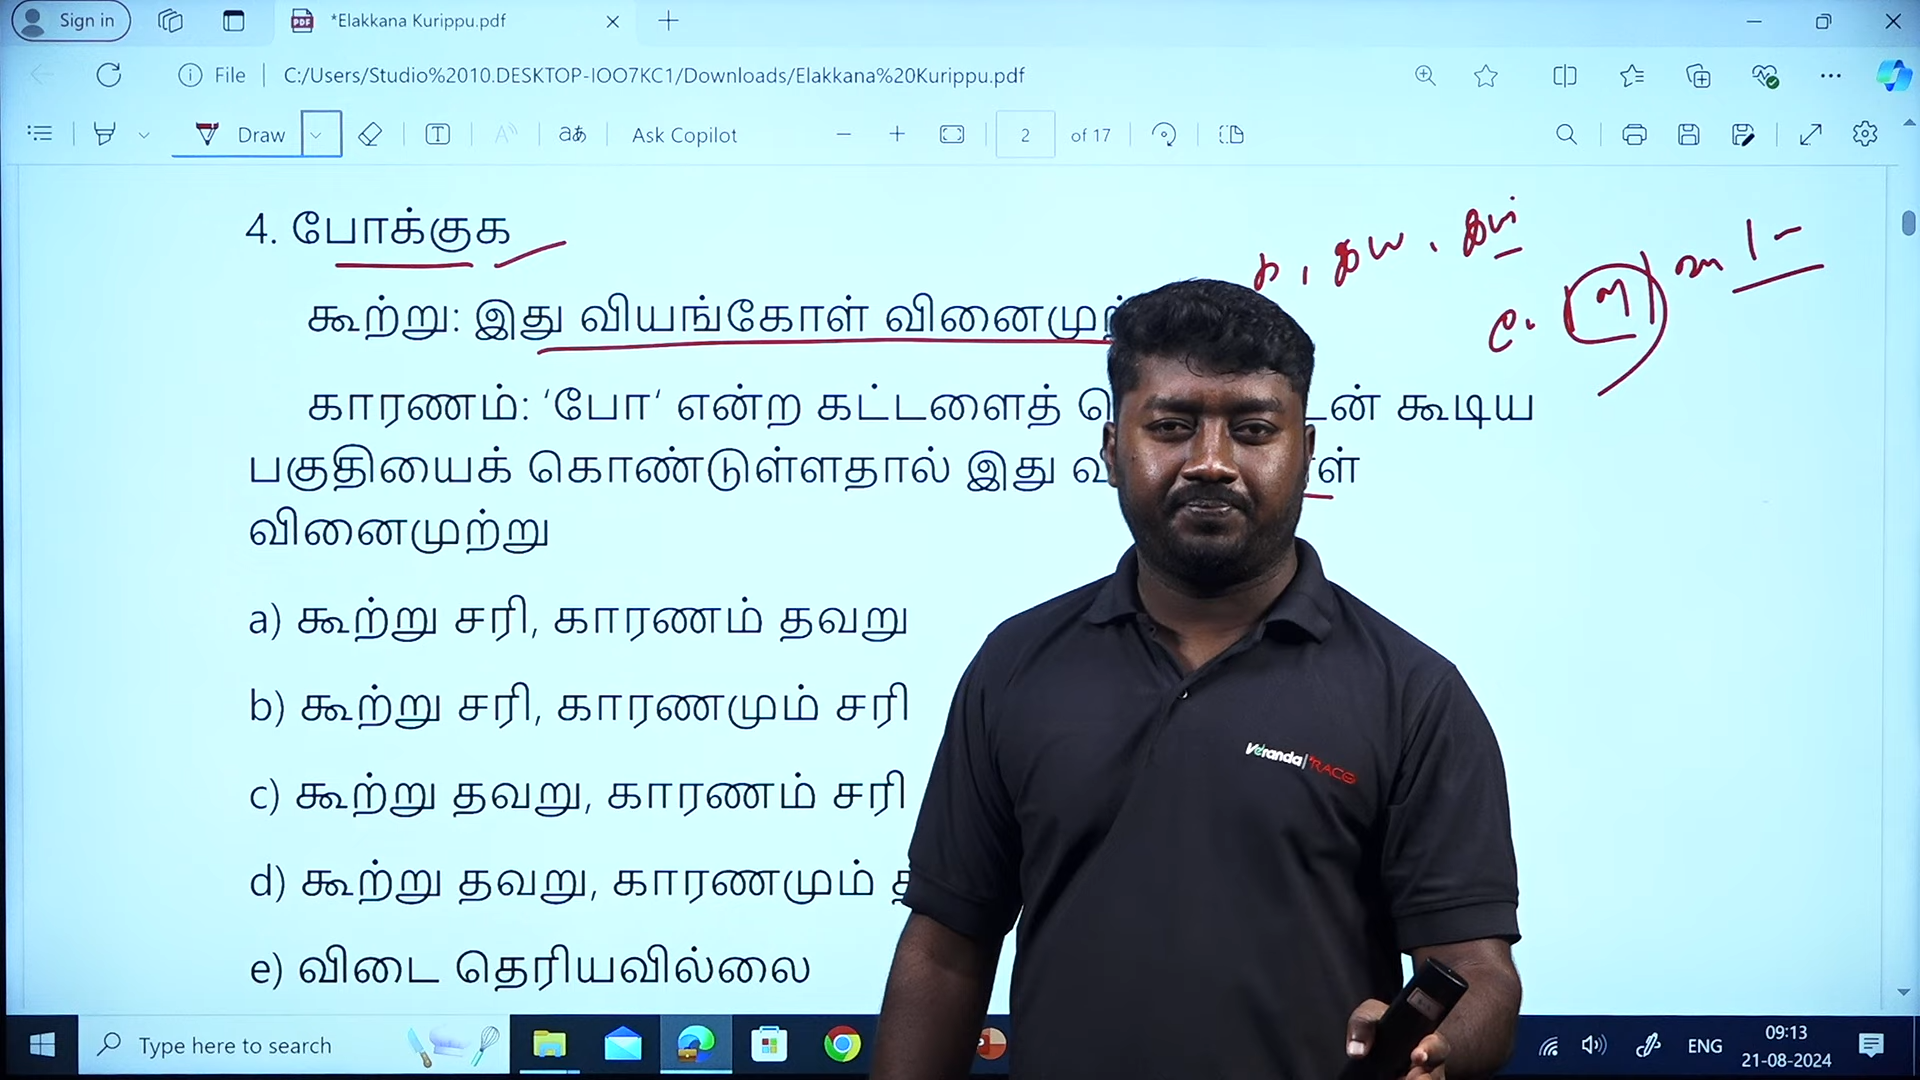 Sign in
*Elakkana Kurippu.pdf
File
C:/Users/Studio%2010.DESKTOP-IOO7KC1/Downloads/Elakkana%20Kurippu.pdf
Draw
aあ
Ask Copilot
2 of 17
4. போக்குக
கூற்று: இது வியங்கோள்
காரணம்: ‘போ‘ என்ற கட்டளைத் கூடிய
பகுதியைக் கொண்டுள்ளதால் இது
வினைமுற்று
a) கூற்று சரி, காரணம் தவறு
b) கூற்று சரி, காரணமும் சரி
c) கூற்று தவறு, காரணம் சரி
d) கூற்று தவறு, காரணமும்
e) விடை தெரியவில்லை
Veranda|RACE
Type here to search
ENG
09:13
21-08-2024